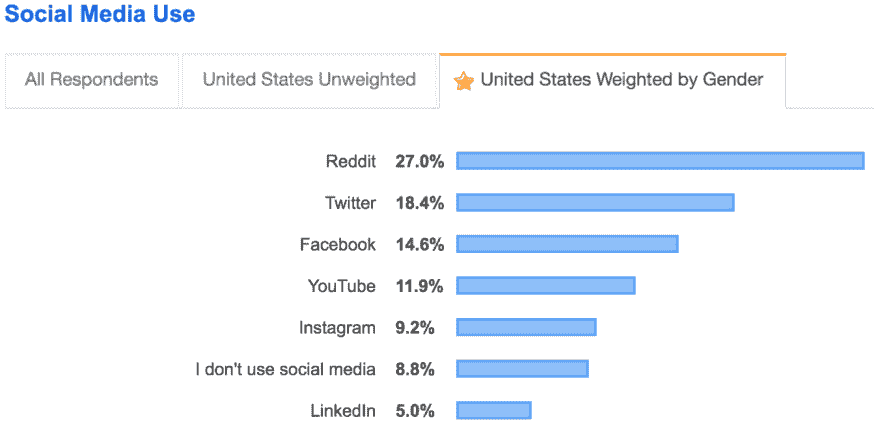 Social Media Use
All Respondents United States Unweighted United States Weighted by Gender
Reddit 27.0%
Twitter 18.4%
Facebook 14.6%
YouTube 11.9%
Instagram 9.2%
I don't use social media 8.8%
LinkedIn 5.0%